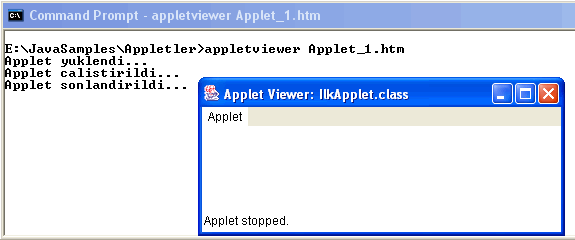 Command Prompt - appletviewer Applet_1.htm
E:\JavaSamples\Appletler>appletviewer Applet_1.htm
Applet yuklendi...
Applet calistirildi...
Applet sonlandirildi...
Applet Viewer: IlkApplet.class
Applet
Applet stopped.